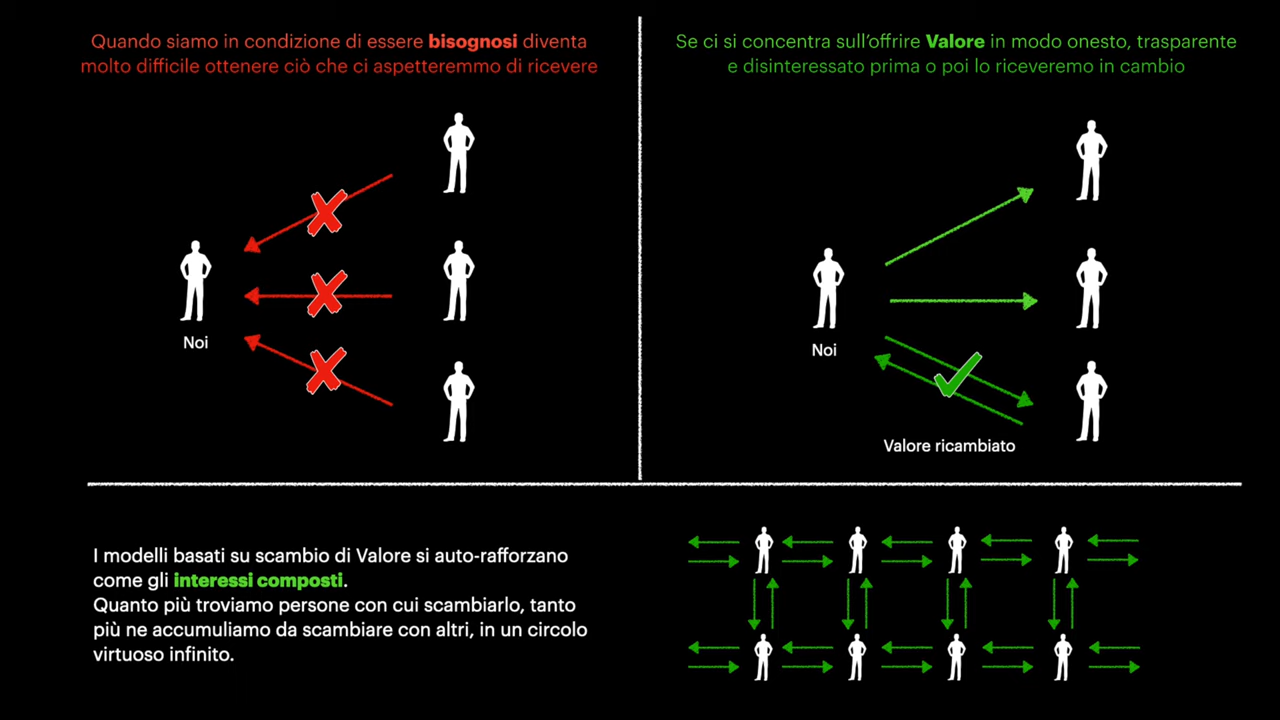 Quando siamo in condizione di essere bisognosi diventa
molto difficile ottenere ciò che ci aspetteremmo di ricevere
Noi
Se ci si concentra sull'offrire Valore in modo onesto, trasparente
e disinteressato prima o poi lo riceveremo in cambio
Noi
Valore ricambiato
I modelli basati su scambio di Valore si auto-rafforzano
come gli interessi composti.
Quanto più troviamo persone con cui scambiarlo, tanto
più ne accumuliamo da scambiare con altri, in un circolo
virtuoso infinito.